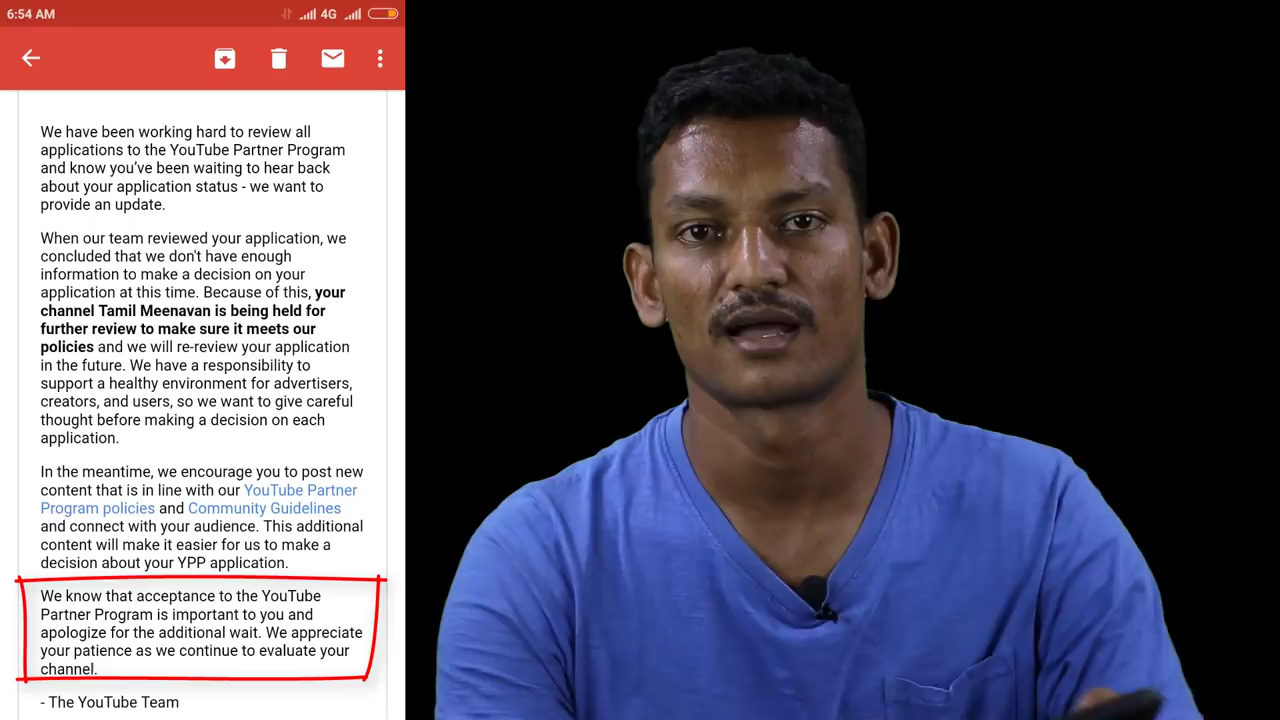 6:54 AM
4G
We have been working hard to review all
applications to the YouTube Partner Program
and know you’ve been waiting to hear back
about your application status - we want to
provide an update.
When our team reviewed your application, we
concluded that we don't have enough
information to make a decision on your
application at this time. Because of this, your
channel Tamil Meenavan is being held for
further review to make sure it meets our
policies and we will re-review your application
in the future. We have a responsibility to
support a healthy environment for advertisers,
creators, and users, so we want to give careful
thought before making a decision on each
application.
In the meantime, we encourage you to post new
content that is in line with our YouTube Partner
Program policies and Community Guidelines
and connect with your audience. This additional
content will make it easier for us to make a
decision about your YPP application.
We know that acceptance to the YouTube
Partner Program is important to you and
apologize for the additional wait. We appreciate
your patience as we continue to evaluate your
channel.
- The YouTube Team